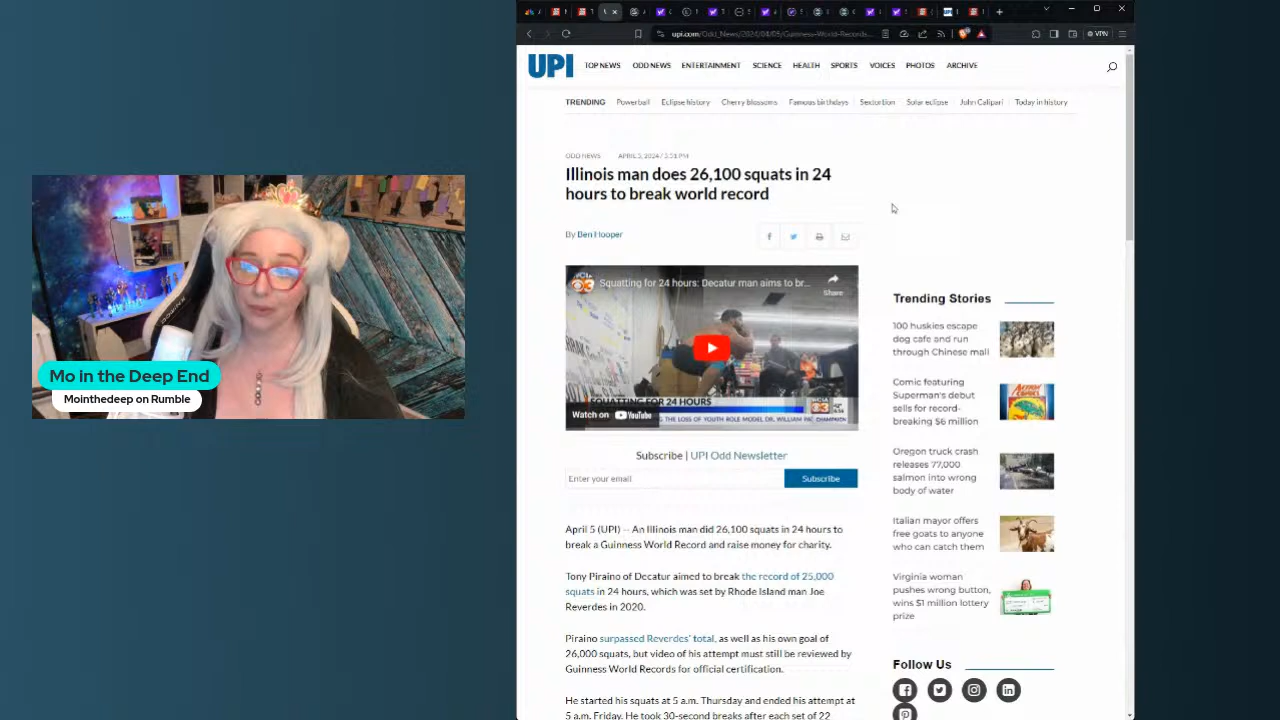 upi.com/Odd_News/2024/04/05/Guinness-World-Records...
VPN
UPI
TOP NEWS ODD NEWS ENTERTAINMENT SCIENCE HEALTH SPORTS VOICES PHOTOS ARCHIVE
TRENDING Powerball Eclipse history Cherry blossoms Famous birthdays Sextortion Solar eclipse John Calipari Today in history
ODD NEWS APRIL 5, 2024 / 3:31 PM
Illinois man does 26,100 squats in 24
hours to break world record
By Ben Hooper
Squatting for 24 hours: Decatur man aims to br...
Share
SQUATTING FOR 24 HOURS
Watch on YouTube
THE LOSS OF YOUTH ROLE MODEL, DR. WILLIAM
CHAMPAIGN
Subscribe | UPI Odd Newsletter
Enter your email
Subscribe
April 5 (UPI) -- An Illinois man did 26,100 squats in 24 hours to
break a Guinness World Record and raise money for charity.
Tony Piraino of Decatur aimed to break the record of 25,000
squats in 24 hours, which was set by Rhode Island man Joe
Reverdes in 2020.
Piraino surpassed Reverdes' total, as well as his own goal of
26,000 squats, but video of his attempt must still be reviewed by
Guinness World Records for official certification.
He started his squats at 5 a.m. Thursday and ended his attempt at
5 a.m. Friday. He took 30-second breaks after each set of 22
Trending Stories
100 huskies escape
dog cafe and run
through Chinese mall
Comic featuring
Superman's debut
sells for record-
breaking $6 million
Oregon truck crash
releases 77,000
salmon into wrong
body of water
Italian mayor offers
free goats to anyone
who can catch them
Virginia woman
pushes wrong button,
wins $1 million lottery
prize
Follow Us
Mo in the Deep End
Mointhedeep on Rumble